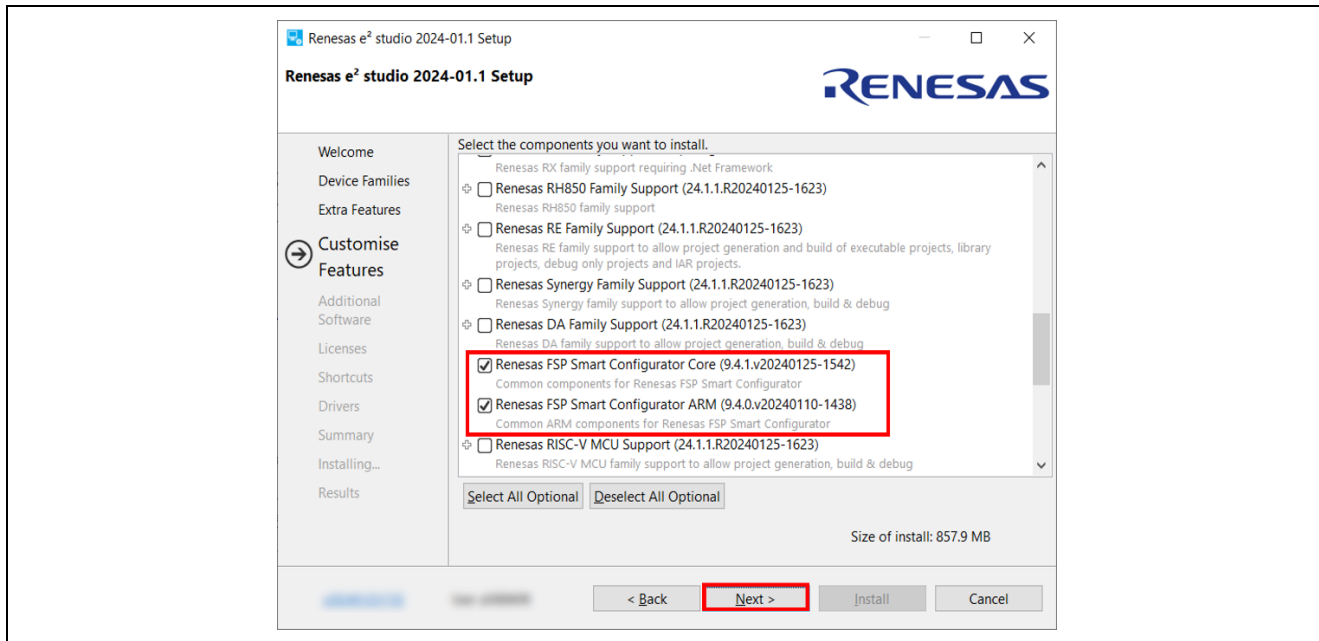 Renesas e² studio 2024-01.1 Setup
Renesas e² studio 2024-01.1 Setup
RENESAS
Welcome
Device Families
Extra Features
Customise
Features
Additional
Software
Licenses
Shortcuts
Drivers
Summary
Installing...
Results
Select the components you want to install.
Renesas RX family support requiring .Net Framework
Renesas RH850 Family Support (24.1.1.R20240125-1623)
Renesas RH850 family support
Renesas RE Family Support (24.1.1.R20240125-1623)
Renesas RE family support to allow project generation and build of executable projects, library
projects, debug only projects and IAR projects.
Renesas Synergy Family Support (24.1.1.R20240125-1623)
Renesas Synergy family support to allow project generation, build & debug
Renesas DA Family Support (24.1.1.R20240125-1623)
Renesas DA family support to allow project generation, build & debug
Renesas FSP Smart Configurator Core (9.4.1.v20240125-1542)
Common components for Renesas FSP Smart Configurator
Renesas FSP Smart Configurator ARM (9.4.0.v20240110-1438)
Common ARM components for Renesas FSP Smart Configurator
Renesas RISC-V MCU Support (24.1.1.R20240125-1623)
Renesas RISC-V MCU family support to allow project generation, build & debug
Select All Optional Deselect All Optional
Size of install: 857.9 MB
< Back Next > Install Cancel